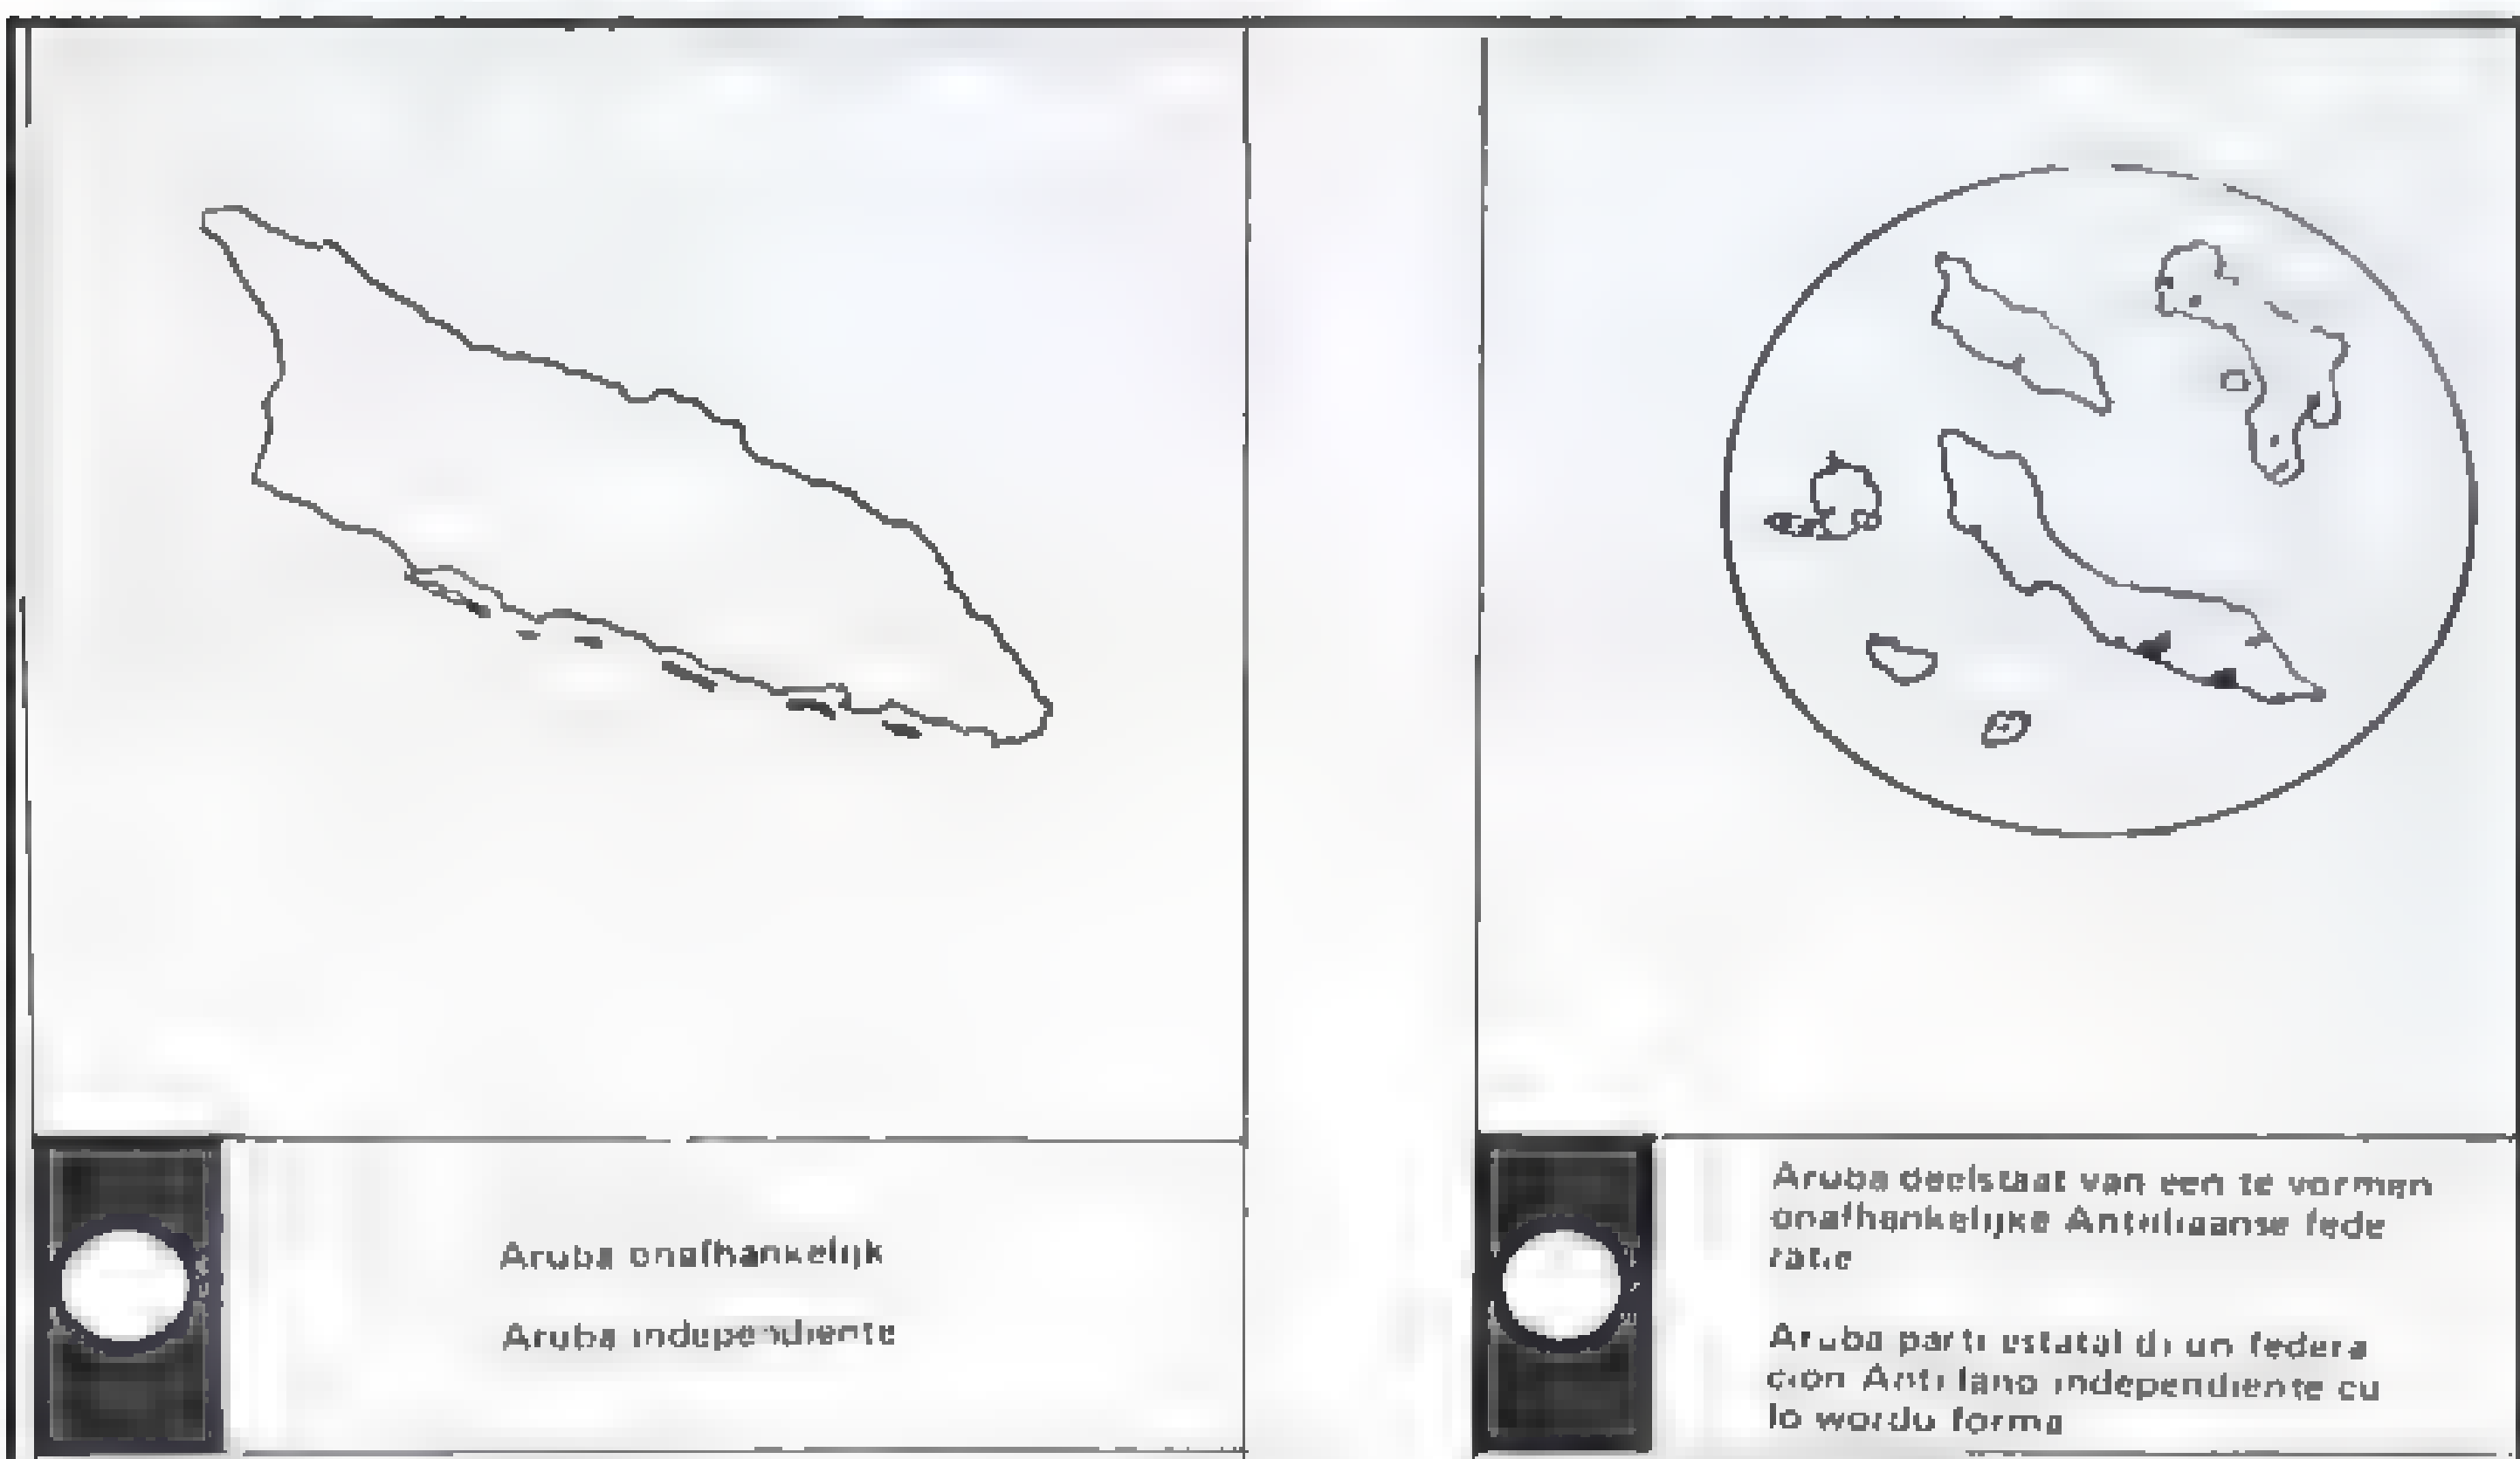 Aruba onafhankelijk
Aruba independiente
Aruba deelstaat van een te vormen
onafhankelijke Antilliaanse fede
ratie
Aruba parti estatal di un federa
cion Antillano independiente cu
lo wordu forma